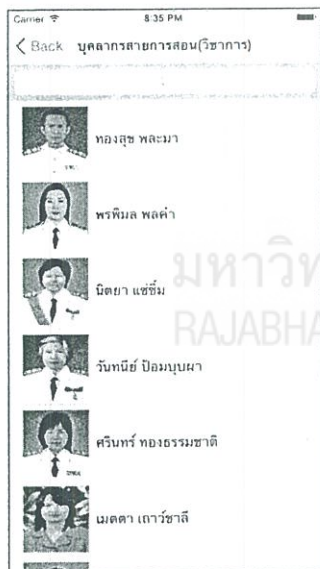 Carrier 8:35 PM
Back บุคลากรสายการสอน(วิชาการ)
ทองสุข พละมา
พรพิมล พลคำ
นิตยา แซ่ซิ้ม
วันทนีย์ ป้อมบุบผา
ศรินทร์ ทองธรรมชาติ
เมตตา เถาว์ชาลี
มหาวิท
RAJABHA